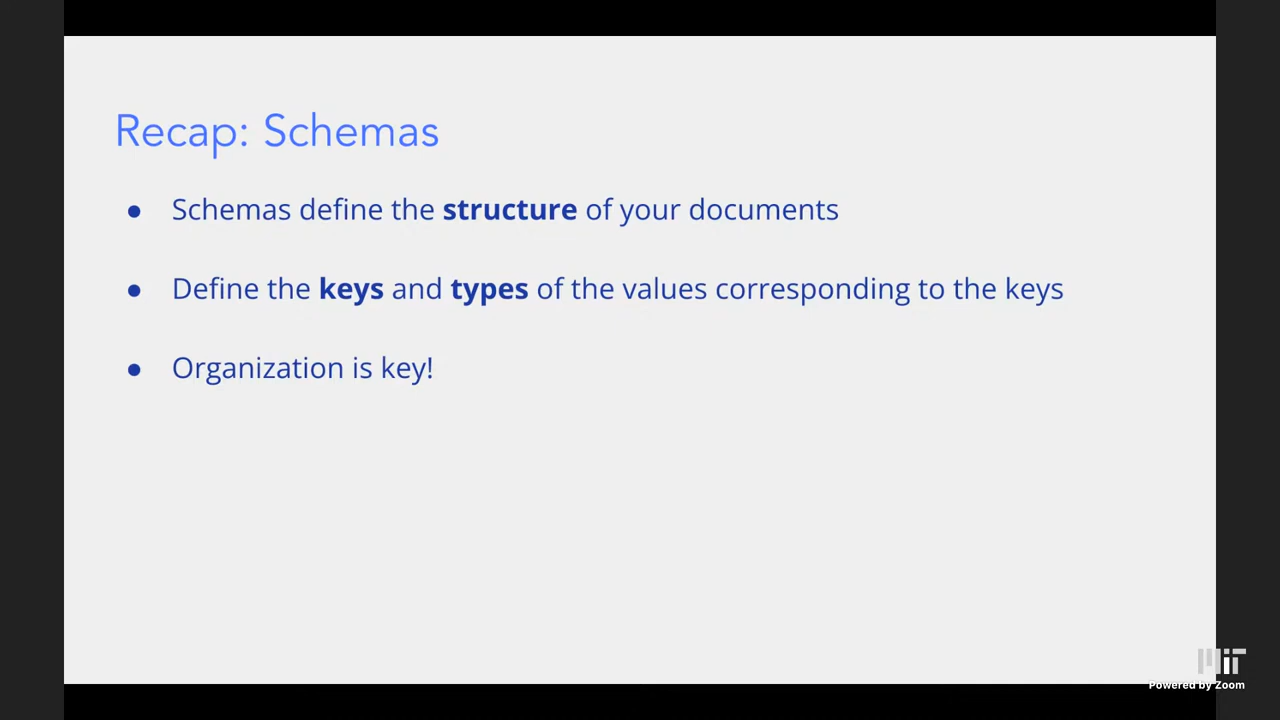 Recap: Schemas
● Schemas define the structure of your documents
● Define the keys and types of the values corresponding to the keys
● Organization is key!
MIT
Powered by Zoom